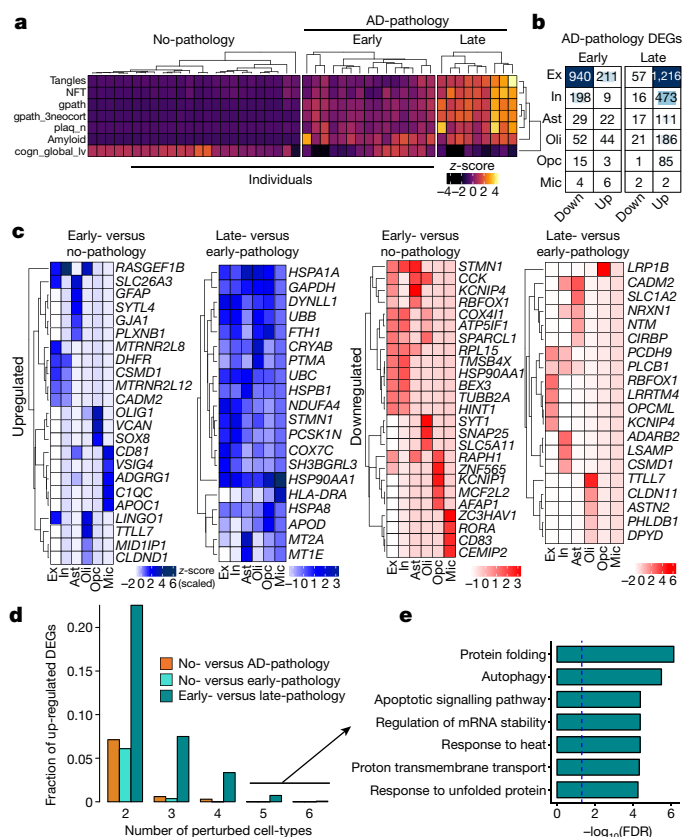 a
AD-pathology
No-pathology
Early
Late
Tangles
NFT
gpath
gpath_3neocort
plaq_n
Amyloid
cogn_global_lv
Individuals
z-score
−4 −2 0 2 4
b
AD-pathology DEGs
Early
Late
Ex 940 211 57 1,216
In 198 9 16 473
Ast 29 22 17 111
Oli 52 44 21 186
Opc 15 3 1 85
Mic 4 6 2 2
Down Up Down Up
c
Early- versus
no-pathology
Upregulated
RASGEF1B
SLC26A3
GFAP
SYTL4
GJA1
PLXNB1
MTRNR2L8
DHFR
CSMD1
MTRNR2L12
CADM2
OLIG1
VCAN
SOX8
CD81
VSIG4
ADGRG1
C1QC
APOC1
LINGO1
TTLL7
MID1IP1
CLDND1
Ex In Ast Oli Opc Mic
z-score
(scaled)
−2 0 2 4 6
Late- versus
early-pathology
HSPA1A
GAPDH
DYNLL1
UBB
FTH1
CRYAB
PTMA
UBC
HSPB1
NDUFA4
STMN1
PCSK1N
COX7C
SH3BGRL3
HSP90AA1
HLA-DRA
HSPA8
APOD
MT2A
MT1E
Ex In Ast Oli Opc Mic
−1 0 1 2 3
Early- versus
no-pathology
Downregulated
STMN1
CCK
KCNIP4
RBFOX1
COX4I1
ATP5IF1
SPARCL1
RPL15
TMSB4X
HSP90AA1
BEX3
TUBB2A
HINT1
SYT1
SNAP25
SLC5A11
RAPH1
ZNF565
KCNIP1
MCF2L2
AFAP1
ZC3HAV1
RORA
CD83
CEMIP2
Ex In Ast Oli Opc Mic
−1 0 1 2 3
Late- versus
early-pathology
LRP1B
CADM2
SLC1A2
NRXN1
NTM
CIRBP
PCDH9
PLCB1
RBFOX1
LRRTM4
OPCML
KCNIP4
ADARB2
LSAMP
CSMD1
TTLL7
CLDN11
ASTN2
PHLDB1
DPYD
Ex In Ast Oli Opc Mic
−2 0 2 4 6
d
Fraction of up-regulated DEGs
0.20
0.15
0.10
0.05
0
No- versus AD-pathology
No- versus early-pathology
Early- versus late-pathology
2 3 4 5 6
Number of perturbed cell-types
e
Protein folding
Autophagy
Apoptotic signalling pathway
Regulation of mRNA stability
Response to heat
Proton transmembrane transport
Response to unfolded protein
0 2 4 6
−log10(FDR)